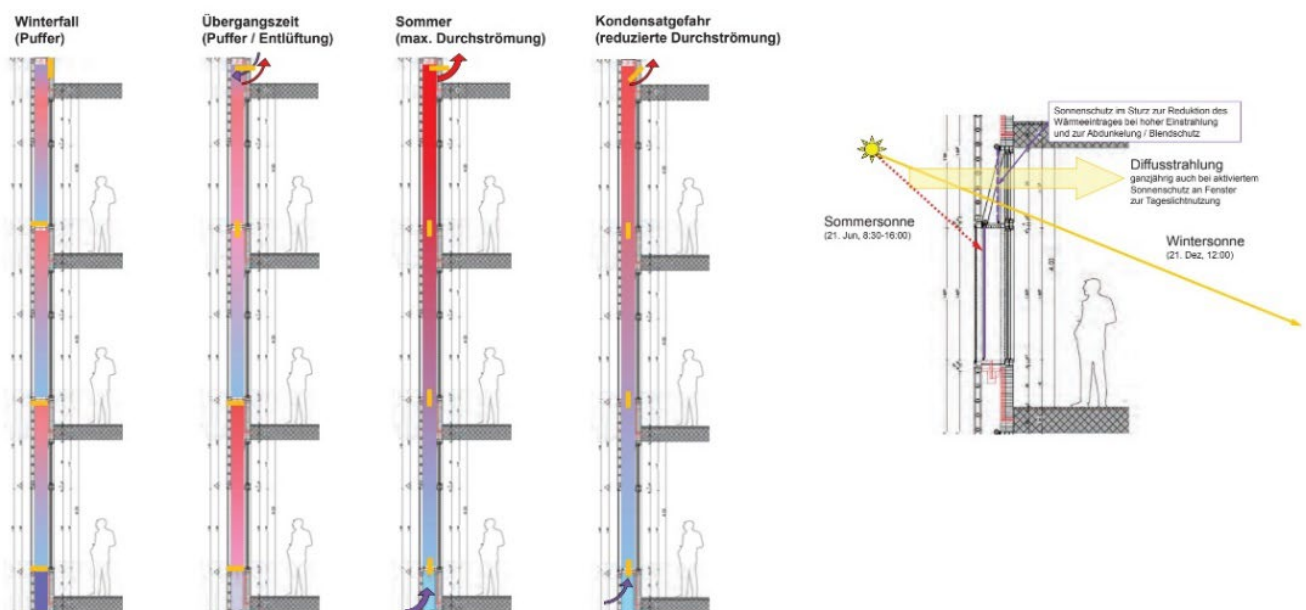 Winterfall
(Puffer)
Übergangszeit
(Puffer / Entlüftung)
Sommer
(max. Durchströmung)
Kondensatgefahr
(reduzierte Durchströmung)
Sonnenschutz im Sturz zur Reduktion des
Wärmeeintrages bei hoher Einstrahlung
und zur Abdunkelung / Blendschutz
Diffusstrahlung
ganzjährig auch bei aktiviertem
Sonnenschutz an Fenster
zur Tageslichtnutzung
Sommersonne
(21. Jun, 8:30-16:00)
Wintersonne
(21. Dez, 12:00)